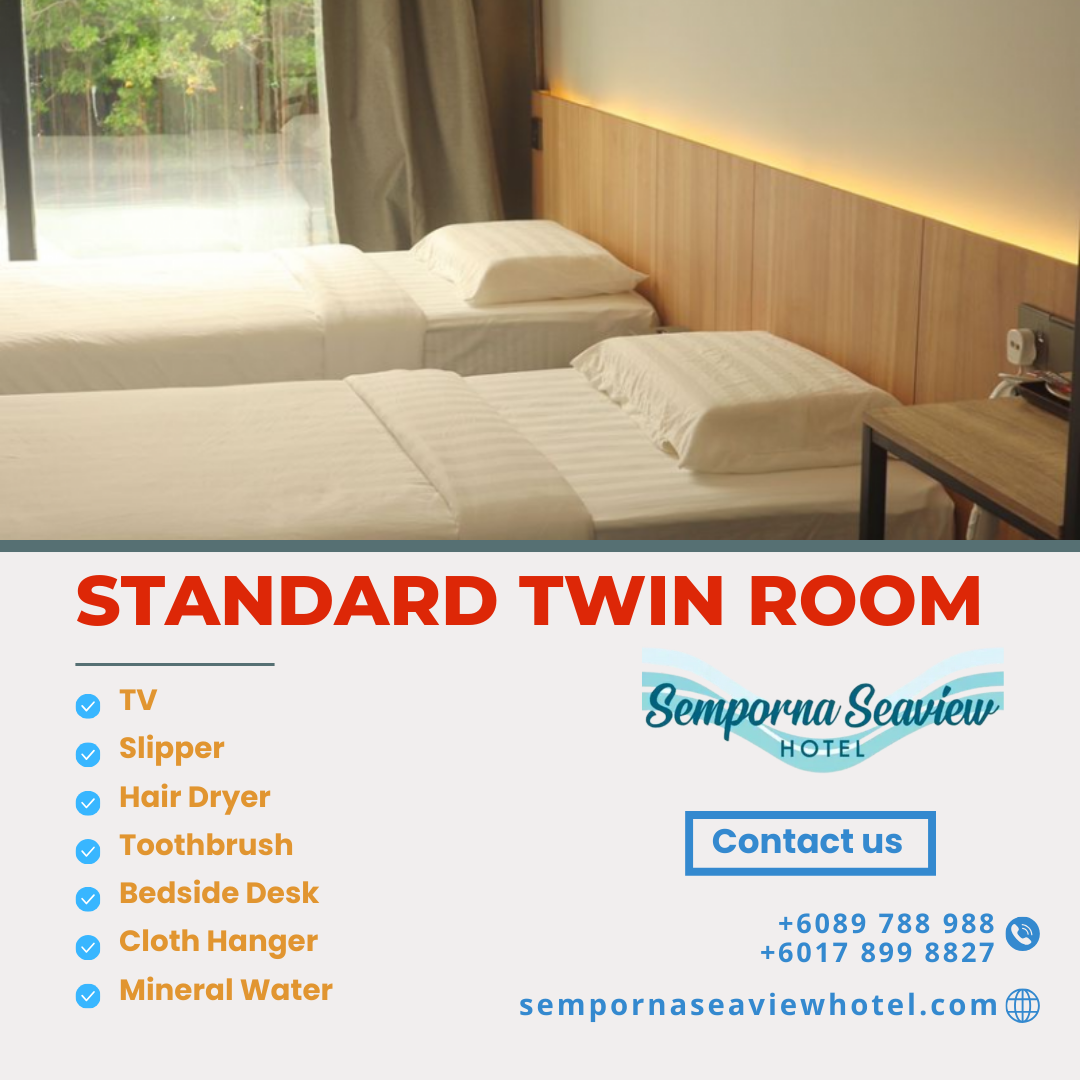 STANDARD TWIN ROOM
TV
Slipper
Hair Dryer
Toothbrush
Bedside Desk
Cloth Hanger
Mineral Water
Semporna Seaview
HOTEL
Contact us
+6089 788 988
+6017 899 8827
sempornaseaviewhotel.com